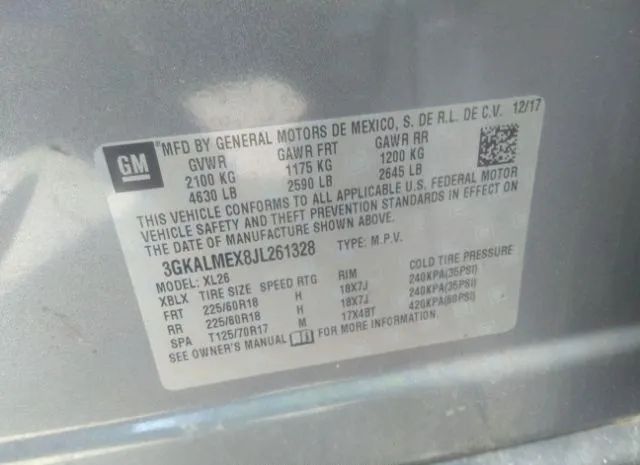 GM
MFD BY GENERAL MOTORS DE MEXICO, S. DE R.L. DE C.V. 12/17
GVWR GAWR FRT GAWR RR
2100 KG 1175 KG 1200 KG
4630 LB 2590 LB 2645 LB
THIS VEHICLE CONFORMS TO ALL APPLICABLE U.S. FEDERAL MOTOR
VEHICLE SAFETY AND THEFT PREVENTION STANDARDS IN EFFECT ON
THE DATE OF MANUFACTURE SHOWN ABOVE.
3GKALMEX8JL261328 TYPE: M.P.V.
MODEL: XL26
XBLX TIRE SIZE SPEED RTG RIM COLD TIRE PRESSURE
FRT 225/60R18 H 18X7J 240KPA(35PSI)
RR 225/60R18 H 18X7J 240KPA(35PSI)
SPA T125/70R17 M 17X4BT 420KPA(60PSI)
SEE OWNER'S MANUAL